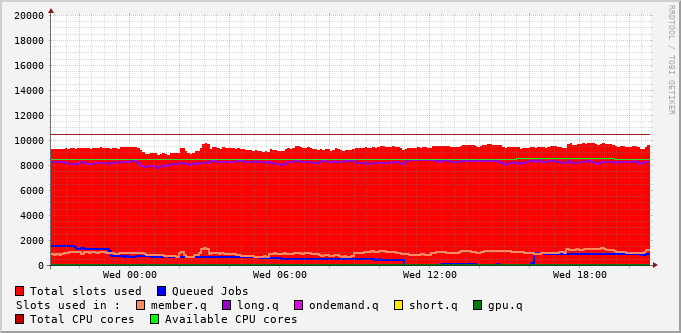 20000
18000
16000
14000
12000
10000
8000
6000
4000
2000
0
Wed 00:00 Wed 06:00 Wed 12:00 Wed 18:00
RRDTOOL / TOBI OETIKER
Total slots used Queued Jobs
Slots used in : member.q long.q ondemand.q short.q gpu.q
Total CPU cores Available CPU cores